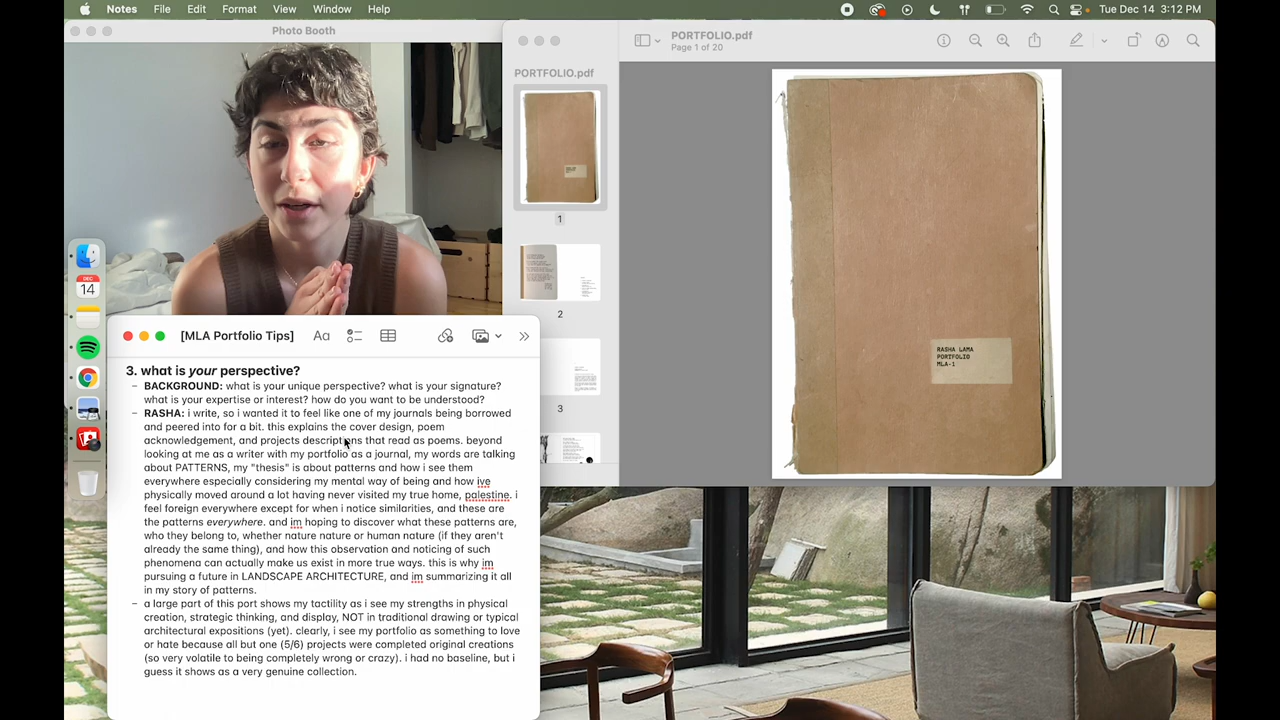 Notes File Edit Format View Window Help Tue Dec 14 3:12 PM
Photo Booth
PORTFOLIO.pdf
Page 1 of 20
PORTFOLIO.pdf
1
2
3
RASHA LAMA
PORTFOLIO
MLA-1
DEC
14
[MLA Portfolio Tips] Aa
3. what is your perspective?
– BACKGROUND: what is your unique perspective? what is your signature?
what is your expertise or interest? how do you want to be understood?
– RASHA: i write, so i wanted it to feel like one of my journals being borrowed
and peered into for a bit. this explains the cover design, poem
acknowledgement, and projects descriptions that read as poems. beyond
looking at me as a writer with my portfolio as a journal, my words are talking
about PATTERNS, my "thesis" is about patterns and how i see them
everywhere especially considering my mental way of being and how ive
physically moved around a lot having never visited my true home, palestine. i
feel foreign everywhere except for when i notice similarities, and these are
the patterns everywhere. and im hoping to discover what these patterns are,
who they belong to, whether nature nature or human nature (if they aren't
already the same thing), and how this observation and noticing of such
phenomena can actually make us exist in more true ways. this is why im
pursuing a future in LANDSCAPE ARCHITECTURE, and im summarizing it all
in my story of patterns.
– a large part of this port shows my tactility as i see my strengths in physical
creation, strategic thinking, and display, NOT in traditional drawing or typical
architectural expositions (yet). clearly, i see my portfolio as something to love
or hate because all but one (5/6) projects were completed original creations
(so very volatile to being completely wrong or crazy). i had no baseline, but i
guess it shows as a very genuine collection.